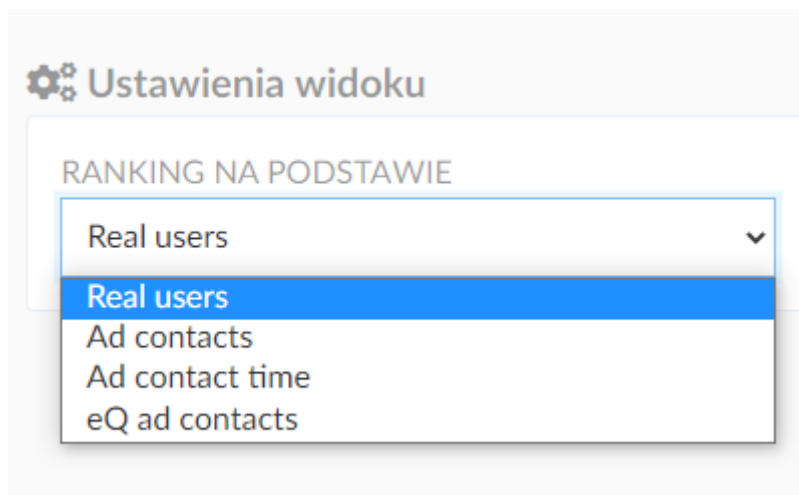 Ustawienia widoku
RANKING NA PODSTAWIE
Real users
Real users
Ad contacts
Ad contact time
eQ ad contacts